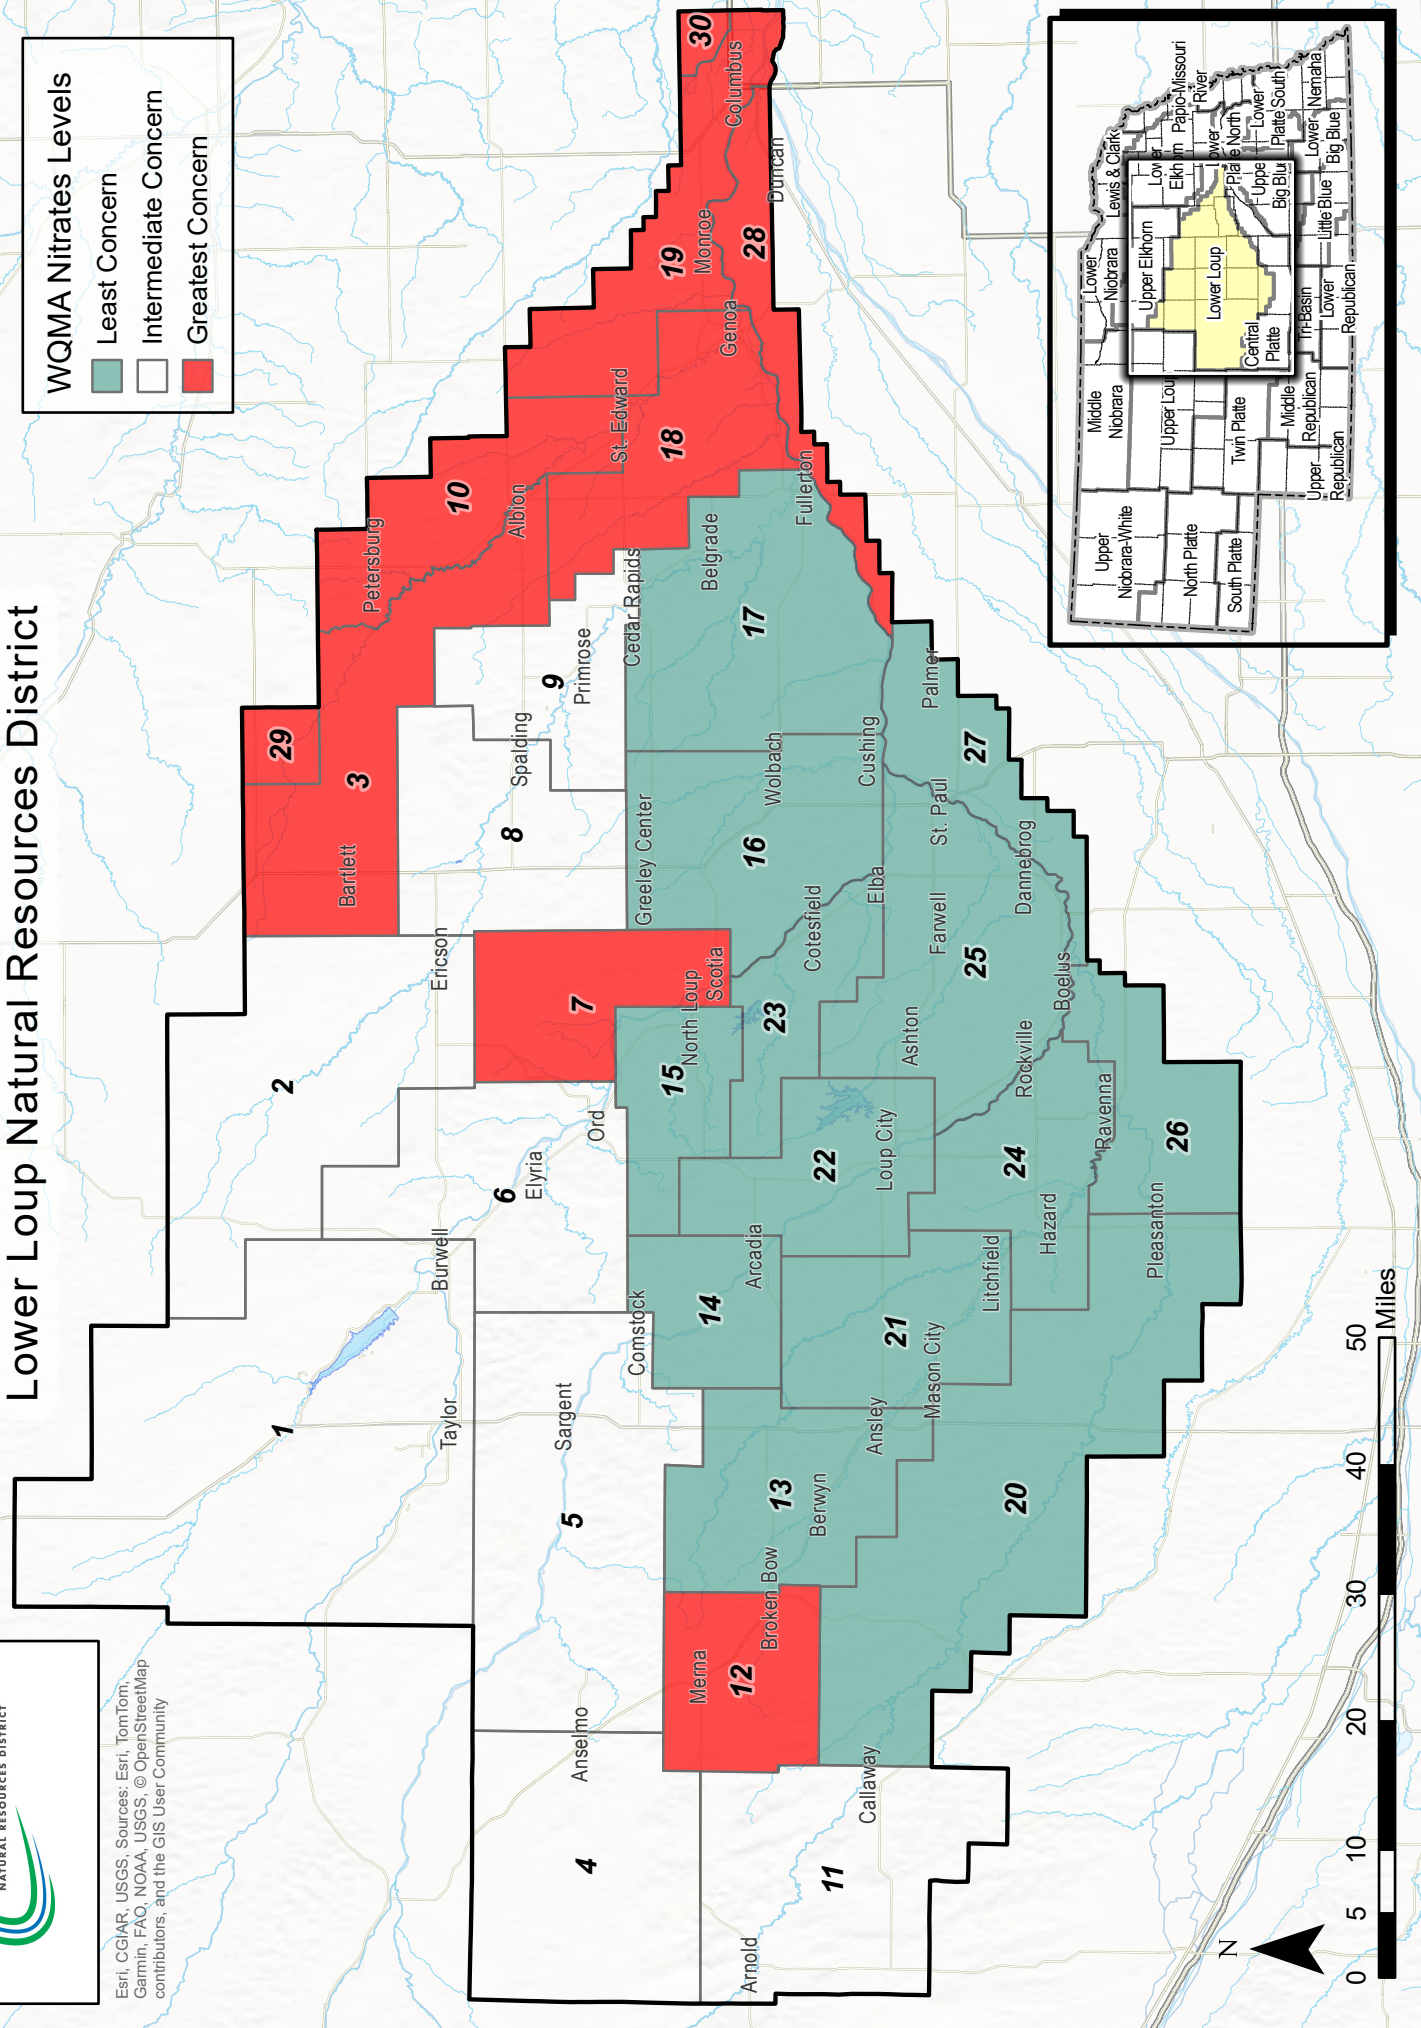 Lower Loup Natural Resources District
NATURAL RESOURCES DISTRICT
Esri, CGIAR, USGS, Sources: Esri, TomTom,
Garmin, FAO, NOAA, USGS, © OpenStreetMap
contributors, and the GIS User Community
WQMA Nitrates Levels
Least Concern
Intermediate Concern
Greatest Concern
1
2
29
3
Bartlett
Petersburg
10
Taylor
Burwell
Ericson
8
Spalding
Albion
5
Sargent
6
Elyria
Ord
7
9
Primrose
4
Anselmo
Comstock
Greeley Center
Cedar Rapids
St. Edward
18
19
30
Merna
12
Broken Bow
14
Arcadia
15
North Loup
Scotia
16
Wolbach
17
Belgrade
Genoa
Monroe
Columbus
28
Duncan
Arnold
11
Callaway
13
Berwyn
Ansley
21
Mason City
22
Loup City
23
Cotesfield
Elba
Cushing
Fullerton
Ashton
Farwell
St. Paul
Palmer
20
Litchfield
Hazard
24
Rockville
25
Boelus
Dannebrog
27
Ravenna
Pleasanton
26
N
0
5
10
20
30
40
50
Miles
Upper
Niobrara-White
Middle
Niobrara
Lower
Niobrara
Lewis & Clark
Upper Elkhorn
Lower
Elkhorn
Papio-Missouri
River
North Platte
Upper Loup
Lower Loup
Lower
Platte North
Lower
Platte South
South Platte
Twin Platte
Central
Platte
Uppe
Big Blu
Nemaha
Upper
Republican
Middle
Republican
Tri-Basin
Lower
Republican
Little Blue
Lower
Big Blue